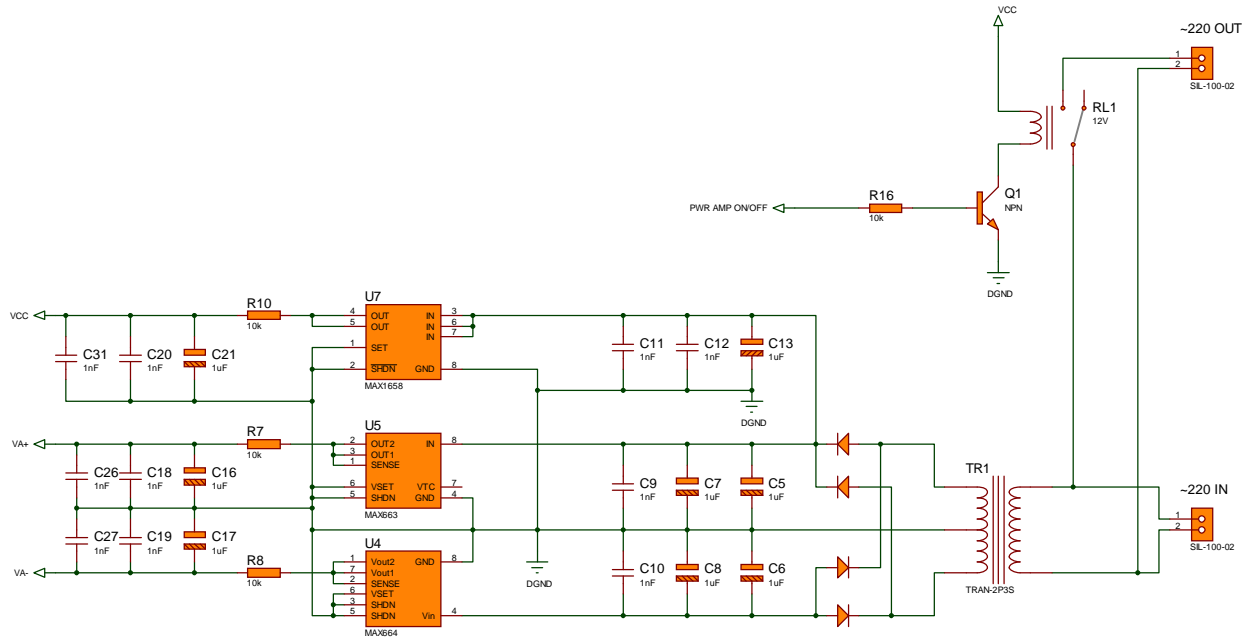 VCC
~220 OUT
1
2
SIL-100-02
RL1
12V
R16
10k
PWR AMP ON/OFF
Q1
NPN
DGND
VCC
R10
10k
U7
4 OUT IN 3
5 OUT IN 6
IN 7
1 SET
2 SHDN GND 8
MAX1658
C31
1nF
C20
1nF
C21
1uF
C11
1nF
C12
1nF
C13
1uF
DGND
VA+
R7
10k
U5
2 OUT2 IN 8
3 OUT1
1 SENSE
6 VSET VTC 7
5 SHDN GND 4
MAX663
C26
1nF
C18
1nF
C16
1uF
C9
1nF
C7
1uF
C5
1uF
TR1
TRAN-2P3S
~220 IN
1
2
SIL-100-02
C27
1nF
C19
1nF
C17
1uF
VA-
R8
10k
U4
1 Vout2 GND 8
7 Vout1
2 SENSE
6 VSET
3 SHDN
5 SHDN Vin 4
MAX664
DGND
C10
1nF
C8
1uF
C6
1uF